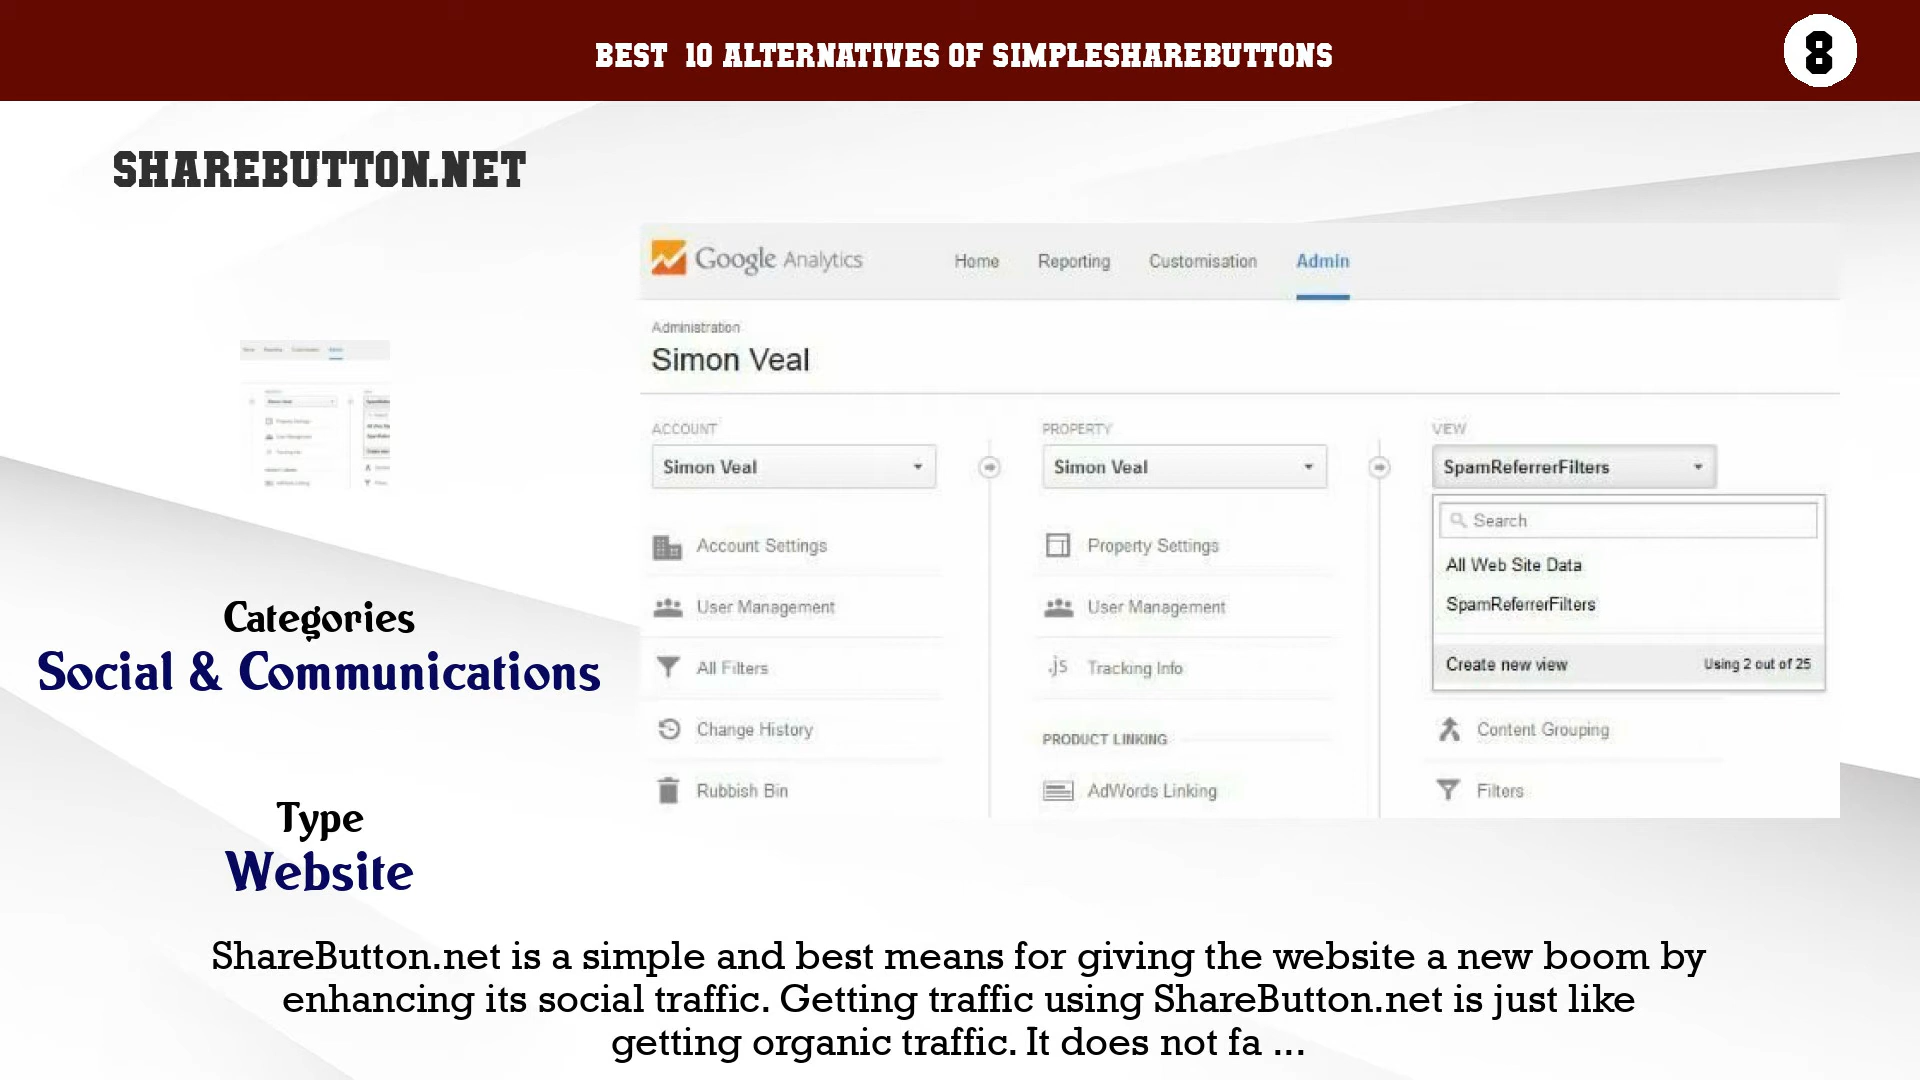 BEST 10 ALTERNATIVES OF SIMPLESHAREBUTTONS
8
SHAREBUTTON.NET
Google Analytics Home Reporting Customisation Admin
Administration
Simon Veal
ACCOUNT PROPERTY VIEW
Simon Veal Simon Veal SpamReferrerFilters
Search
Account Settings Property Settings
All Web Site Data
User Management User Management SpamReferrerFilters
All Filters .js Tracking Info Create new view Using 2 out of 25
Change History PRODUCT LINKING Content Grouping
Rubbish Bin AdWords Linking Filters
Categories
Social & Communications
Type
Website
ShareButton.net is a simple and best means for giving the website a new boom by
enhancing its social traffic. Getting traffic using ShareButton.net is just like
getting organic traffic. It does not fa ...